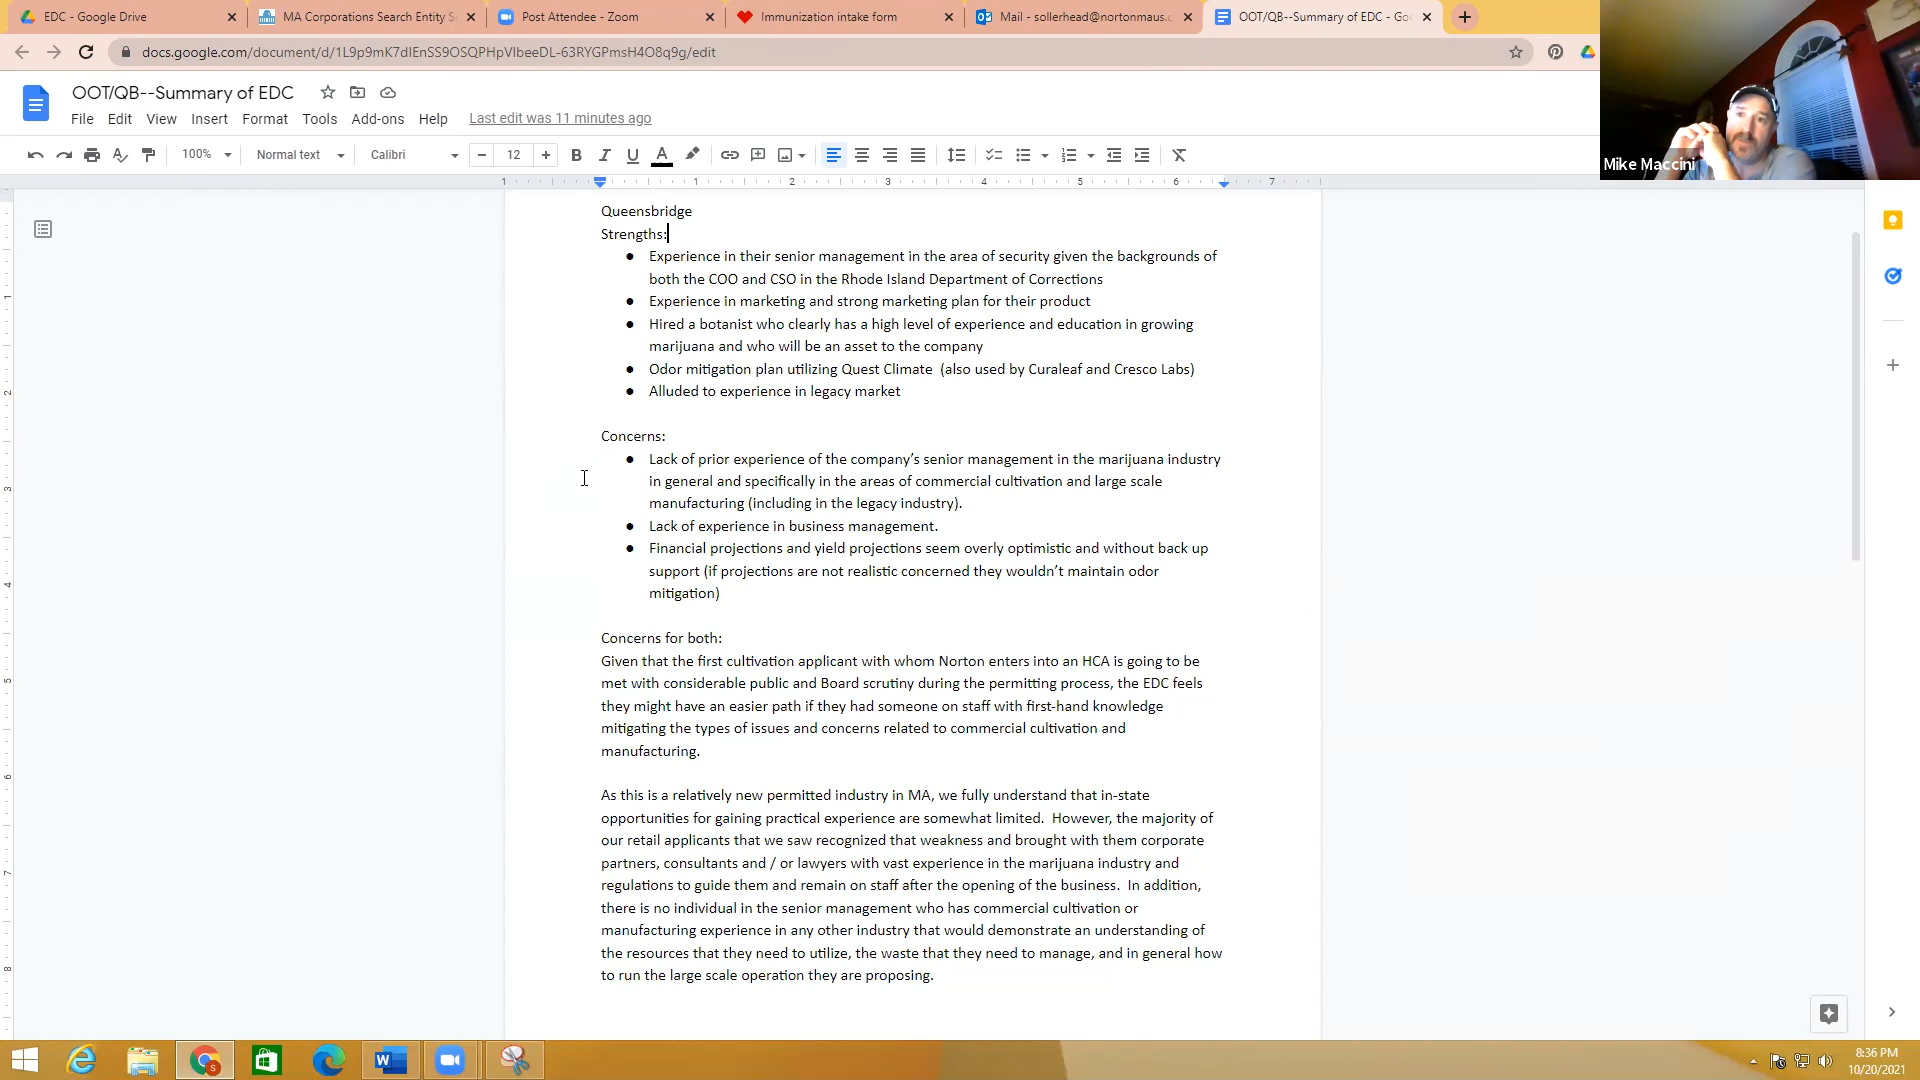 EDC - Google Drive
MA Corporations Search Entity S
Post Attendee - Zoom
Immunization intake form
Mail - sollerhead@nortonmaus.
OOT/QB--Summary of EDC - Go
docs.google.com/document/d/1L9p9mK7dIEnSS9OSQPHpVIbeeDL-63RYGPmsH4O8q9g/edit
OOT/QB--Summary of EDC
File Edit View Insert Format Tools Add-ons Help Last edit was 11 minutes ago
100% Normal text Calibri 12 B I U A
Mike Maccini
1 1 2 3 4 5 6 7
Queensbridge
Strengths:
● Experience in their senior management in the area of security given the backgrounds of
both the COO and CSO in the Rhode Island Department of Corrections
● Experience in marketing and strong marketing plan for their product
● Hired a botanist who clearly has a high level of experience and education in growing
marijuana and who will be an asset to the company
● Odor mitigation plan utilizing Quest Climate (also used by Curaleaf and Cresco Labs)
● Alluded to experience in legacy market
Concerns:
● Lack of prior experience of the company's senior management in the marijuana industry
in general and specifically in the areas of commercial cultivation and large scale
manufacturing (including in the legacy industry).
● Lack of experience in business management.
● Financial projections and yield projections seem overly optimistic and without back up
support (if projections are not realistic concerned they wouldn't maintain odor
mitigation)
Concerns for both:
Given that the first cultivation applicant with whom Norton enters into an HCA is going to be
met with considerable public and Board scrutiny during the permitting process, the EDC feels
they might have an easier path if they had someone on staff with first-hand knowledge
mitigating the types of issues and concerns related to commercial cultivation and
manufacturing.
As this is a relatively new permitted industry in MA, we fully understand that in-state
opportunities for gaining practical experience are somewhat limited. However, the majority of
our retail applicants that we saw recognized that weakness and brought with them corporate
partners, consultants and / or lawyers with vast experience in the marijuana industry and
regulations to guide them and remain on staff after the opening of the business. In addition,
there is no individual in the senior management who has commercial cultivation or
manufacturing experience in any other industry that would demonstrate an understanding of
the resources that they need to utilize, the waste that they need to manage, and in general how
to run the large scale operation they are proposing.
1
2
3
4
5
6
7
8
8:36 PM
10/20/2021